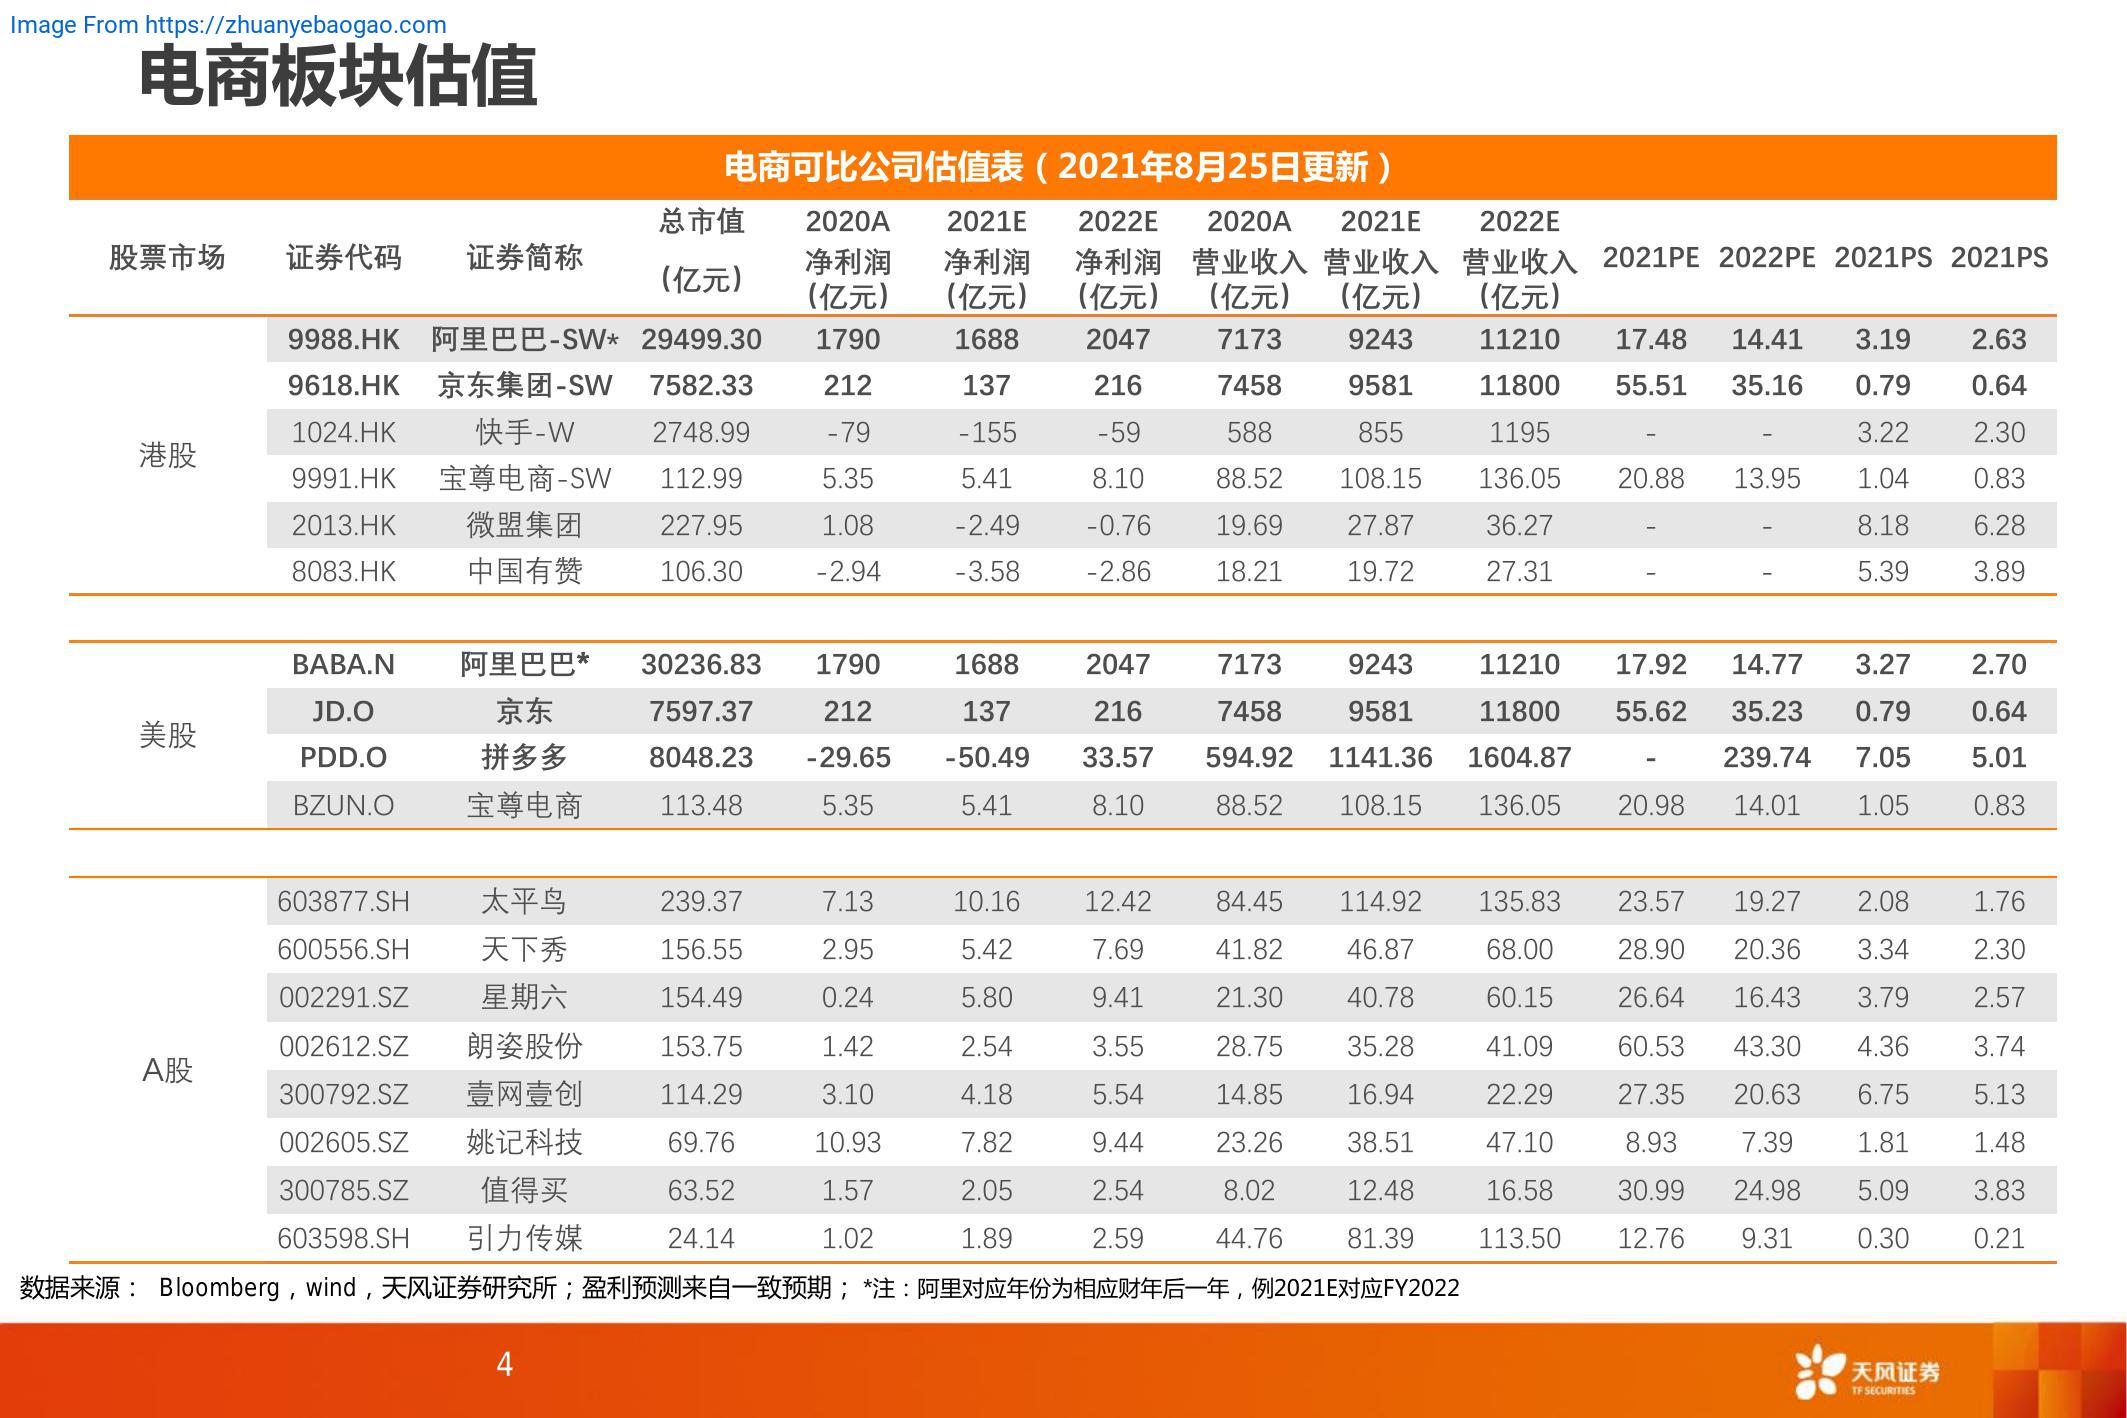 Image From https://zhuanyebaogao.com
电商板块估值
电商可比公司估值表（2021年8月25日更新）
股票市场 证券代码 证券简称 总市值(亿元) 2020A净利润(亿元) 2021E净利润(亿元) 2022E净利润(亿元) 2020A营业收入(亿元) 2021E营业收入(亿元) 2022E营业收入(亿元) 2021PE 2022PE 2021PS 2021PS
港股
9988.HK 阿里巴巴-SW* 29499.30 1790 1688 2047 7173 9243 11210 17.48 14.41 3.19 2.63
9618.HK 京东集团-SW 7582.33 212 137 216 7458 9581 11800 55.51 35.16 0.79 0.64
1024.HK 快手-W 2748.99 -79 -155 -59 588 855 1195 - - 3.22 2.30
9991.HK 宝尊电商-SW 112.99 5.35 5.41 8.10 88.52 108.15 136.05 20.88 13.95 1.04 0.83
2013.HK 微盟集团 227.95 1.08 -2.49 -0.76 19.69 27.87 36.27 - - 8.18 6.28
8083.HK 中国有赞 106.30 -2.94 -3.58 -2.86 18.21 19.72 27.31 - - 5.39 3.89
美股
BABA.N 阿里巴巴* 30236.83 1790 1688 2047 7173 9243 11210 17.92 14.77 3.27 2.70
JD.O 京东 7597.37 212 137 216 7458 9581 11800 55.62 35.23 0.79 0.64
PDD.O 拼多多 8048.23 -29.65 -50.49 33.57 594.92 1141.36 1604.87 - 239.74 7.05 5.01
BZUN.O 宝尊电商 113.48 5.35 5.41 8.10 88.52 108.15 136.05 20.98 14.01 1.05 0.83
A股
603877.SH 太平鸟 239.37 7.13 10.16 12.42 84.45 114.92 135.83 23.57 19.27 2.08 1.76
600556.SH 天下秀 156.55 2.95 5.42 7.69 41.82 46.87 68.00 28.90 20.36 3.34 2.30
002291.SZ 星期六 154.49 0.24 5.80 9.41 21.30 40.78 60.15 26.64 16.43 3.79 2.57
002612.SZ 朗姿股份 153.75 1.42 2.54 3.55 28.75 35.28 41.09 60.53 43.30 4.36 3.74
300792.SZ 壹网壹创 114.29 3.10 4.18 5.54 14.85 16.94 22.29 27.35 20.63 6.75 5.13
002605.SZ 姚记科技 69.76 10.93 7.82 9.44 23.26 38.51 47.10 8.93 7.39 1.81 1.48
300785.SZ 值得买 63.52 1.57 2.05 2.54 8.02 12.48 16.58 30.99 24.98 5.09 3.83
603598.SH 引力传媒 24.14 1.02 1.89 2.59 44.76 81.39 113.50 12.76 9.31 0.30 0.21
数据来源： Bloomberg，wind，天风证券研究所；盈利预测来自一致预期； *注：阿里对应年份为相应财年后一年，例2021E对应FY2022
4
天风证券
TF SECURITIES